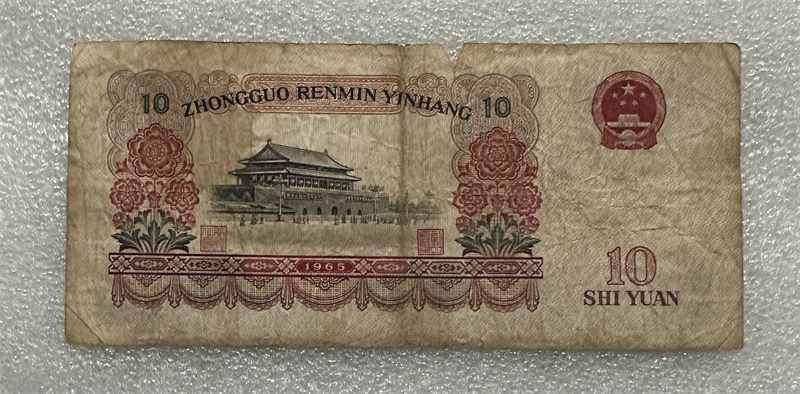 10 ZHONGGUO RENMIN YINHANG 10
1965
10
SHI YUAN